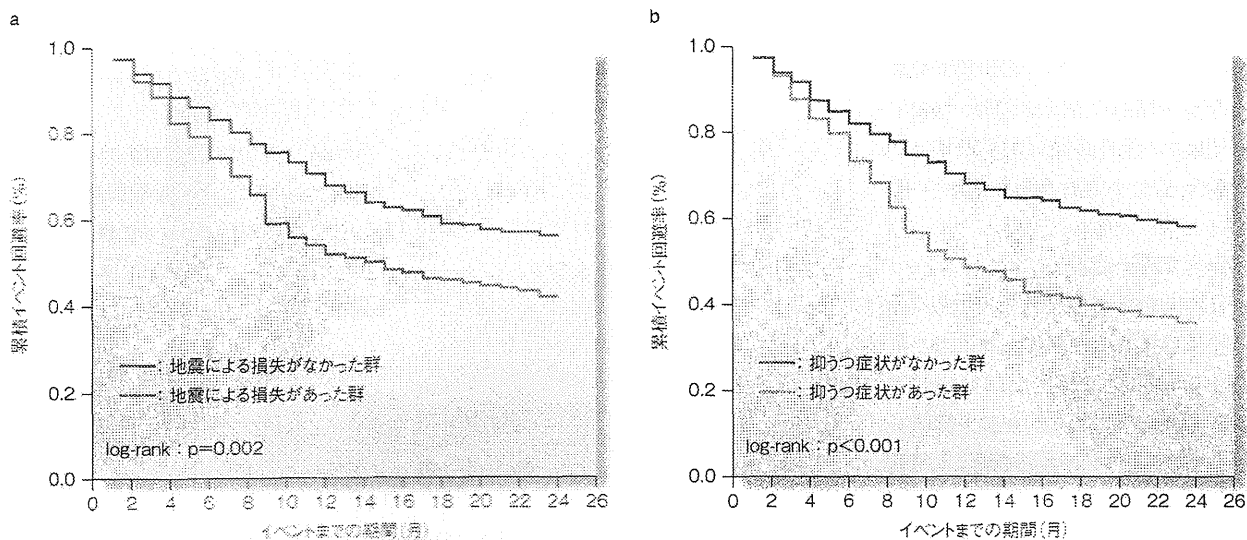 a
1.0
0.8
0.6
0.4
0.2
0.0
累積イベント回避率(%)
━:地震による損失がなかった群
━:地震による損失があった群
log-rank:p=0.002
0 2 4 6 8 10 12 14 16 18 20 22 24 26
イベントまでの期間(月)
b
1.0
0.8
0.6
0.4
0.2
0.0
累積イベント回避率(%)
━:抑うつ症状がなかった群
━:抑うつ症状があった群
log-rank:p<0.001
0 2 4 6 8 10 12 14 16 18 20 22 24 26
イベントまでの期間(月)